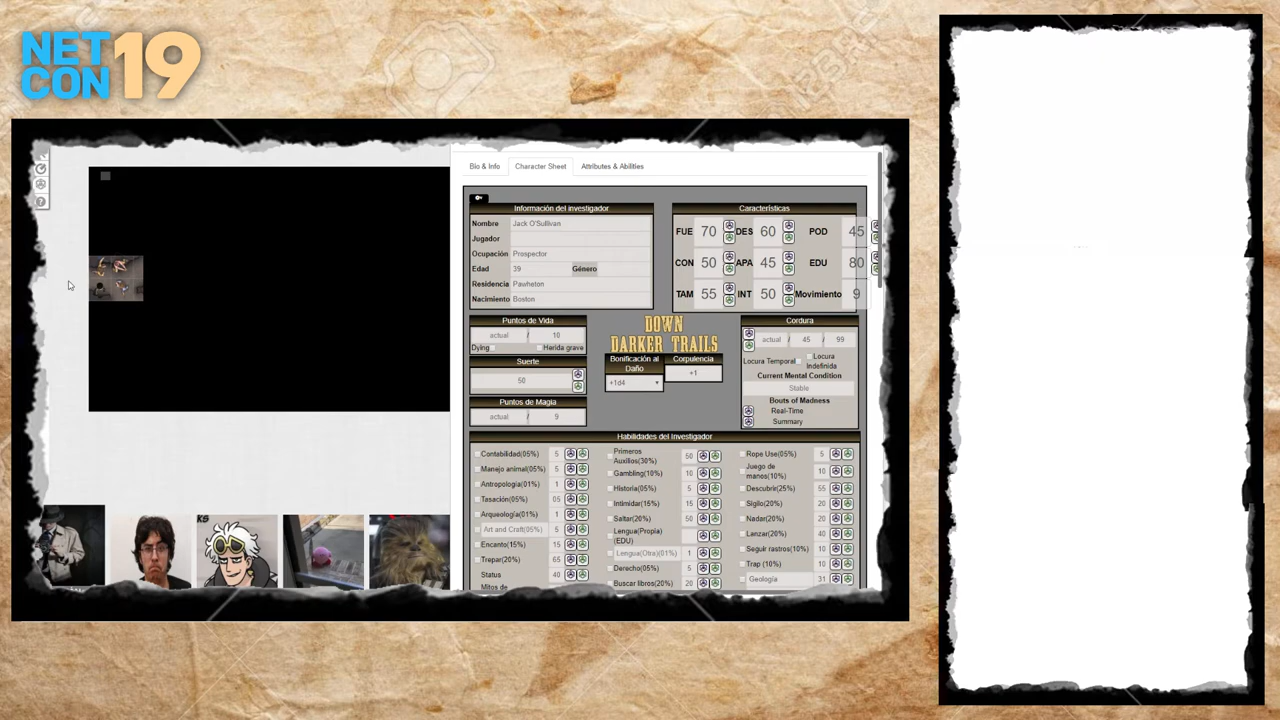 NET
CON
19
Bio & Info
Character Sheet
Attributes & Abilities
Información del investigador
Nombre Jack O'Sullivan
Jugador
Ocupación Prospector
Edad 39 Género
Residencia Pawheton
Nacimiento Boston
Características
FUE 70 DES 60 POD 45
CON 50 APA 45 EDU 80
TAM 55 INT 50 Movimiento 9
Puntos de Vida
actual / 10
Dying Herida grave
Suerte
50
Puntos de Magia
actual / 9
DOWN
DARKER TRAILS
Bonificación al
Daño
+1d4
Corpulencia
+1
Cordura
actual / 45 / 99
Locura Temporal
Locura
Indefinida
Current Mental Condition
Stable
Bouts of Madness
Real-Time
Summary
Habilidades del Investigador
Contabilidad(05%) 5
Manejo animal(05%) 5
Antropología(01%) 1
Tasación(05%) 05
Arqueología(01%) 1
Art and Craft(05%) 5
Encanto(15%) 15
Trepar(20%) 65
Status 40
Mitos de
Primeros
Auxilios(30%) 50
Gambling(10%) 10
Historia(05%) 5
Intimidar(15%) 15
Saltar(20%) 50
Lengua(Propia)
(EDU)
Lengua(Otra)(01%) 1
Derecho(05%) 5
Buscar libros(20%) 20
Rope Use(05%) 5
Juego de
manos(10%) 10
Descubrir(25%) 55
Sigilo(20%) 20
Nadar(20%) 20
Lanzar(20%) 40
Seguir rastros(10%) 10
Trap (10%) 10
Geología 31
KS